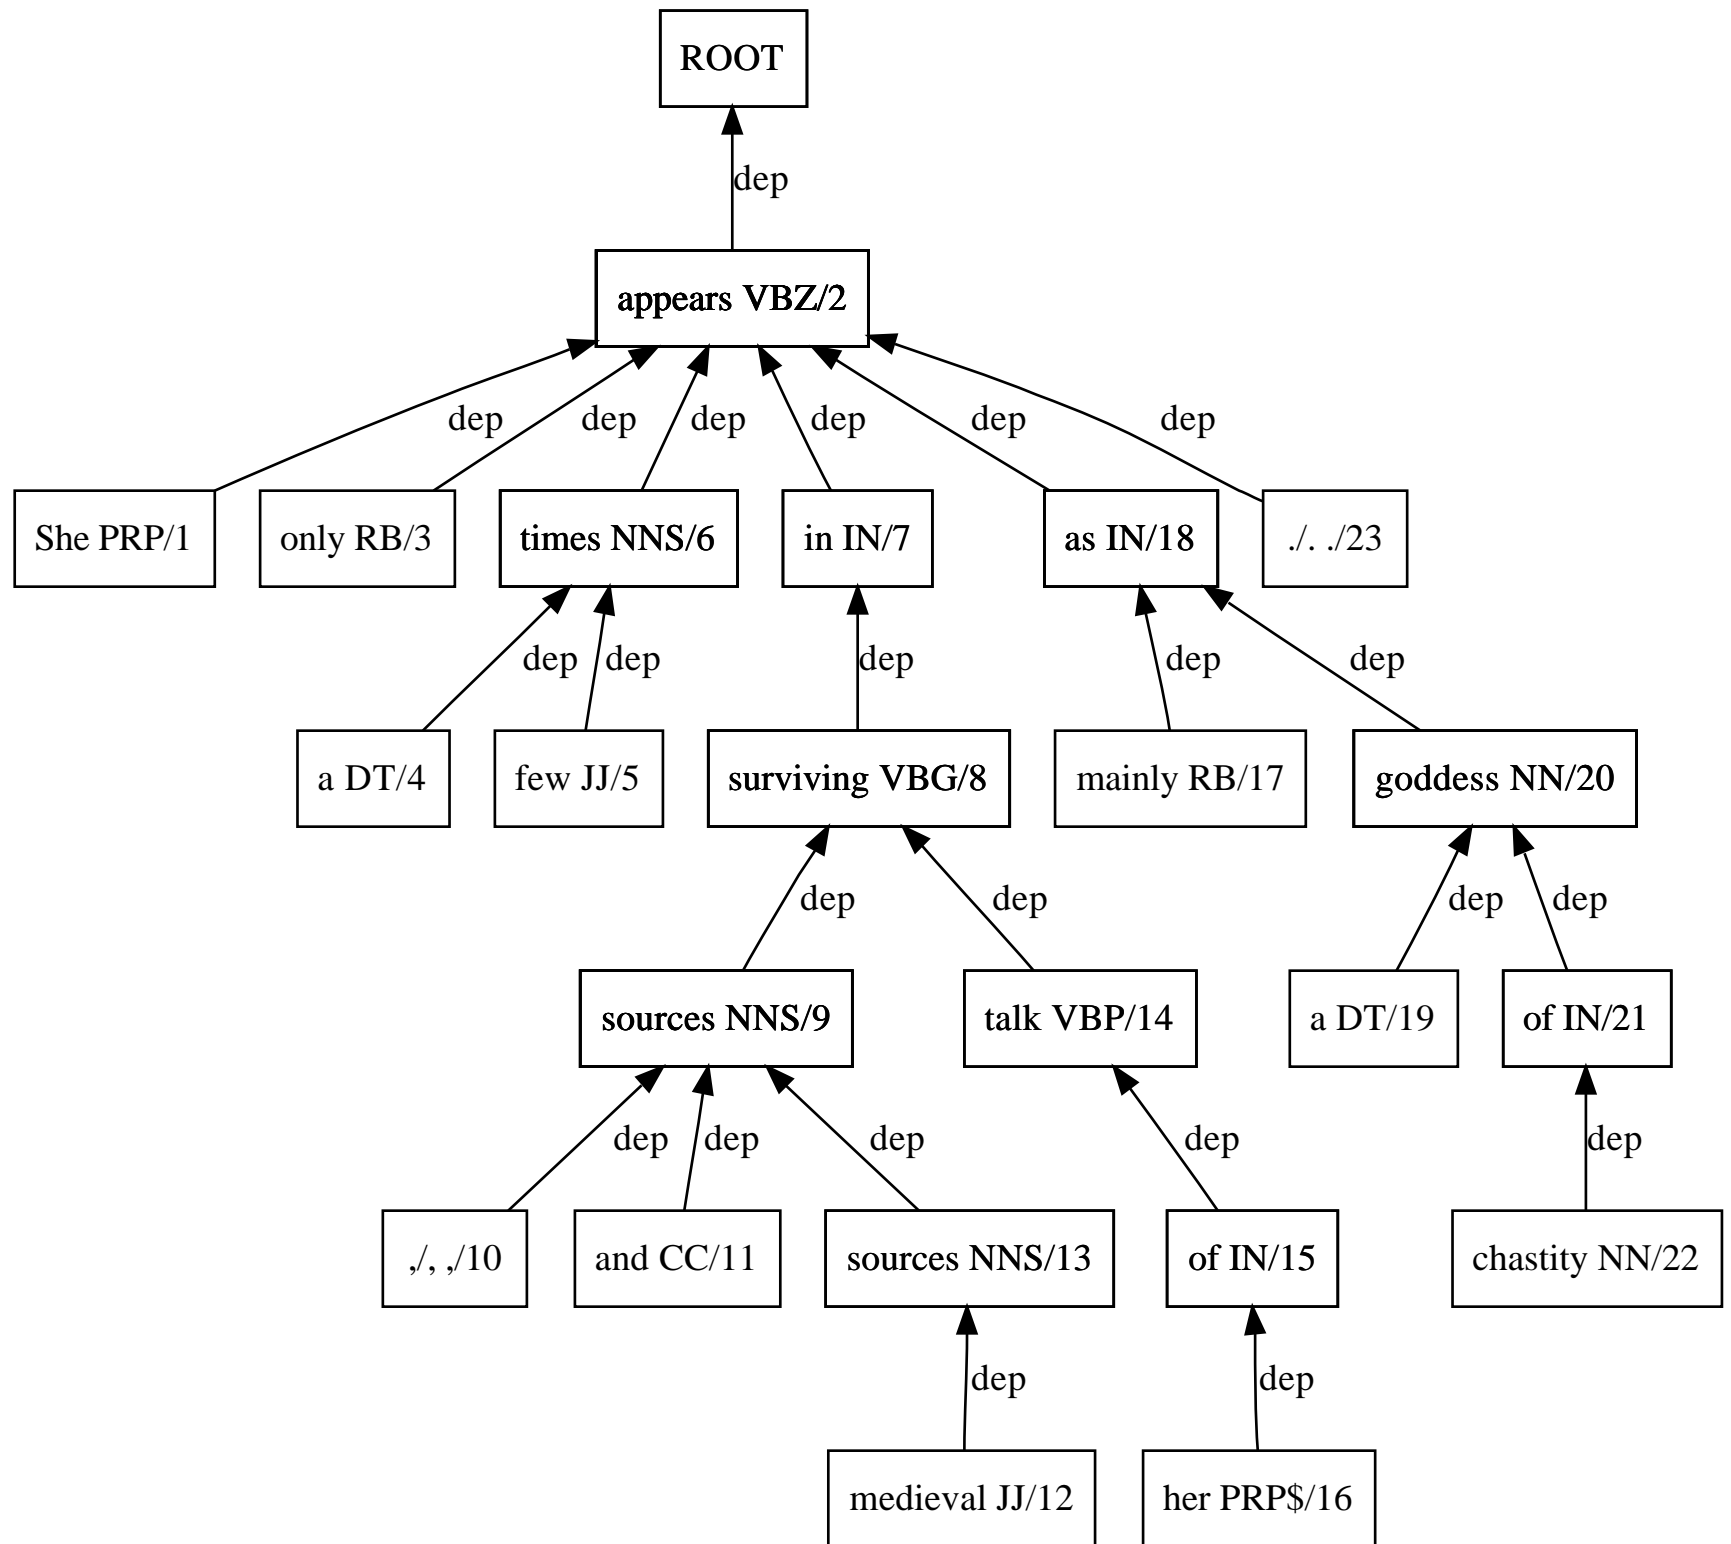 ROOT
dep
appears VBZ/2
dep dep dep dep dep dep
She PRP/1 only RB/3 times NNS/6 in IN/7 as IN/18 ./. ./23
dep dep dep dep dep
a DT/4 few JJ/5 surviving VBG/8 mainly RB/17 goddess NN/20
dep dep dep dep
sources NNS/9 talk VBP/14 a DT/19 of IN/21
dep dep dep dep dep
,/, ,/10 and CC/11 sources NNS/13 of IN/15 chastity NN/22
dep dep
medieval JJ/12 her PRP$/16